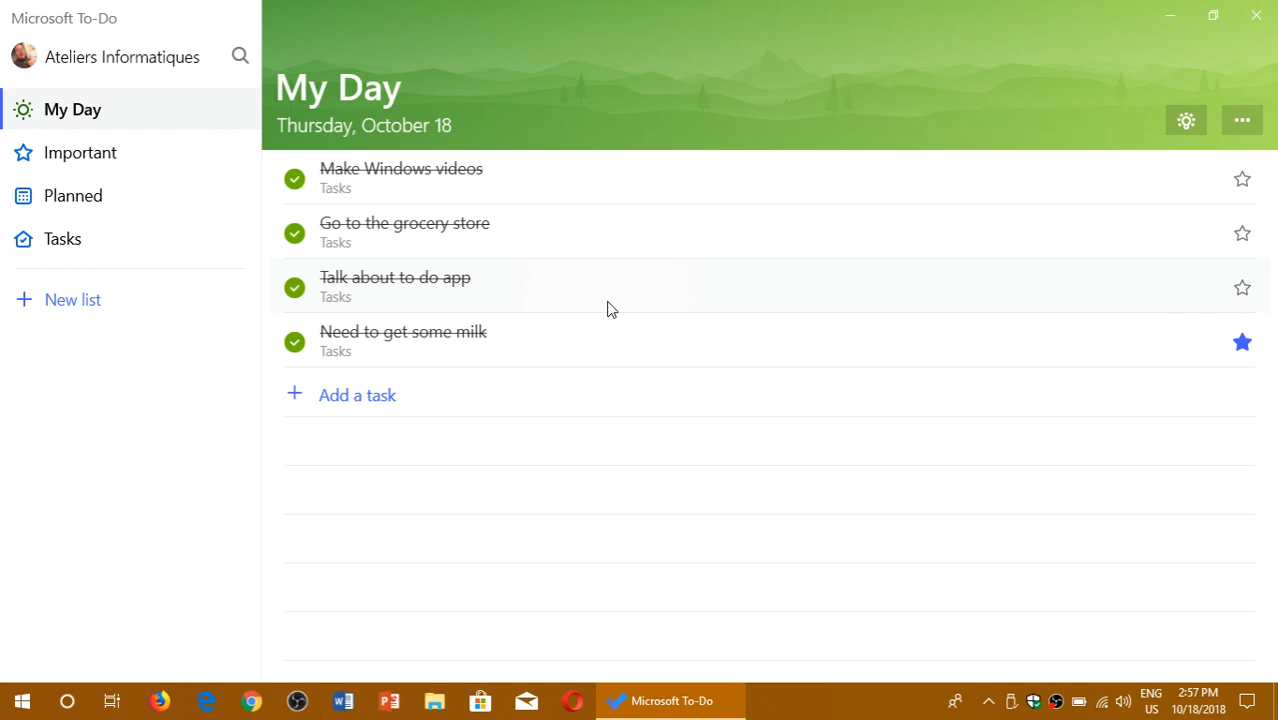 Microsoft To-Do
Ateliers Informatiques
My Day
Important
Planned
Tasks
New list
My Day
Thursday, October 18
Make Windows videos
Tasks
Go to the grocery store
Tasks
Talk about to do app
Tasks
Need to get some milk
Tasks
Add a task
Microsoft To-Do
ENG
US
2:57 PM
10/18/2018